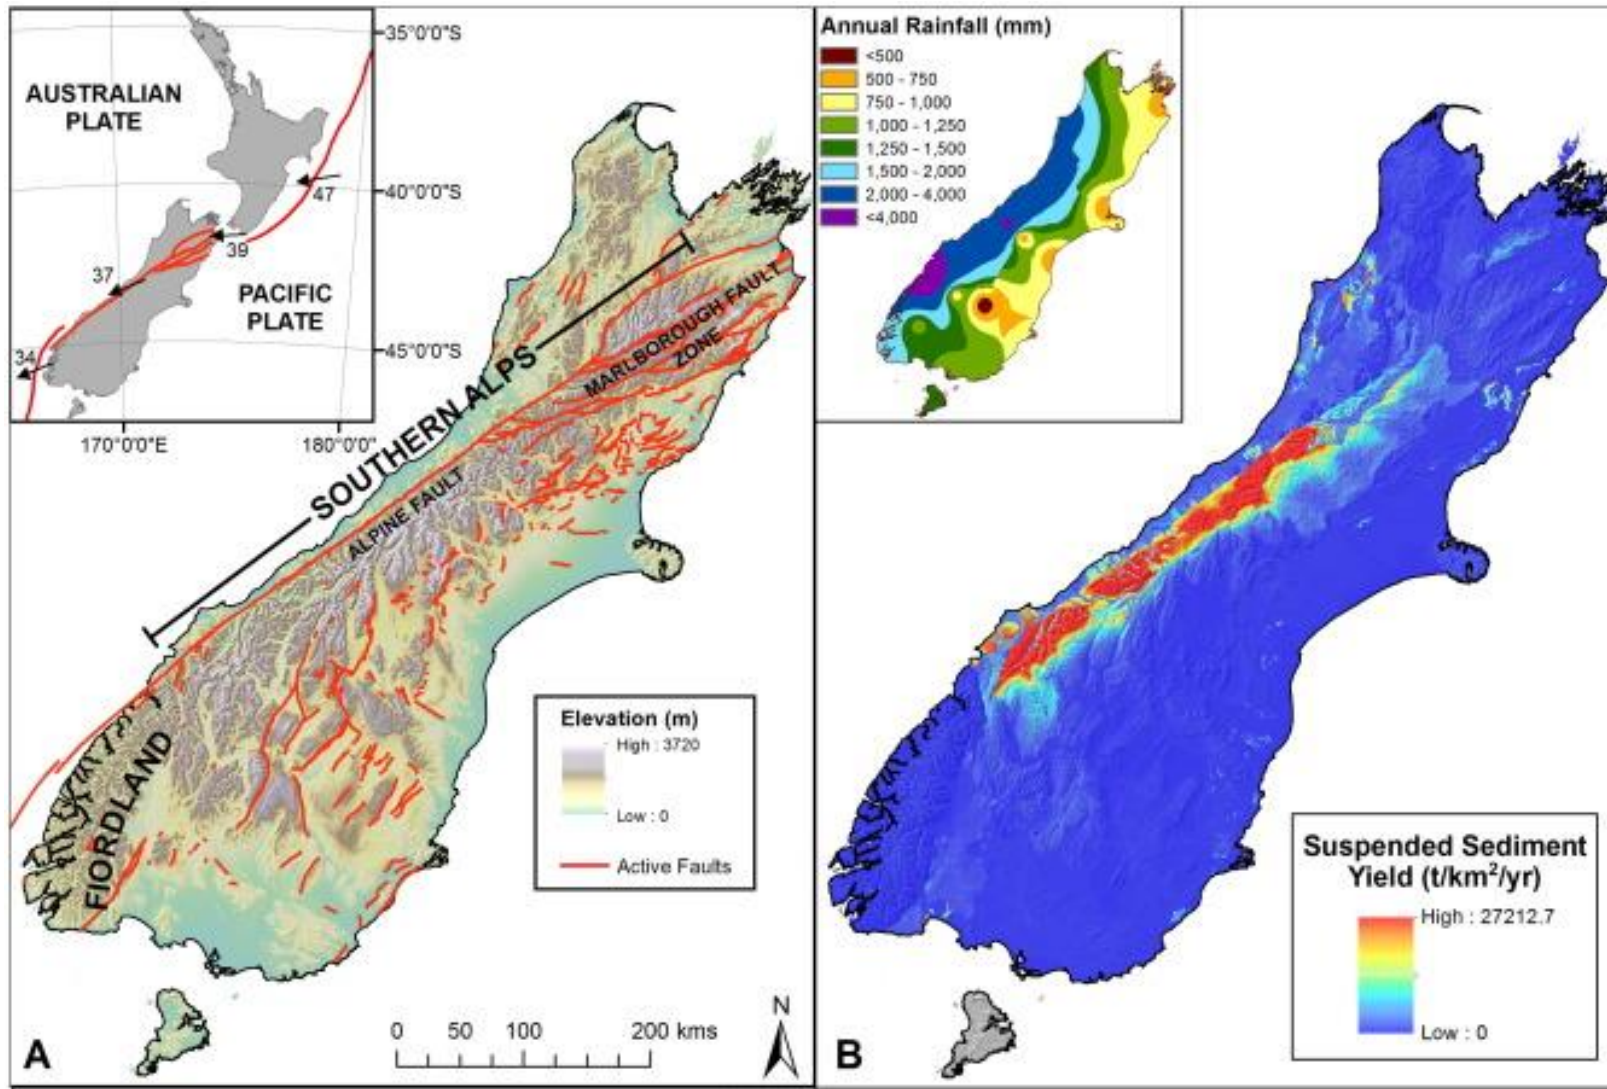 AUSTRALIAN
PLATE
35°0'0"S
40°0'0"S
45°0'0"S
170°0'0"E
180°0'0"
47
39
37
34
PACIFIC
PLATE
SOUTHERN ALPS
MARLBOROUGH FAULT
ZONE
ALPINE FAULT
FIORDLAND
Elevation (m)
High : 3720
Low : 0
Active Faults
0 50 100 200 kms
N
A
Annual Rainfall (mm)
<500
500 - 750
750 - 1,000
1,000 - 1,250
1,250 - 1,500
1,500 - 2,000
2,000 - 4,000
<4,000
Suspended Sediment
Yield (t/km²/yr)
High : 27212.7
Low : 0
B